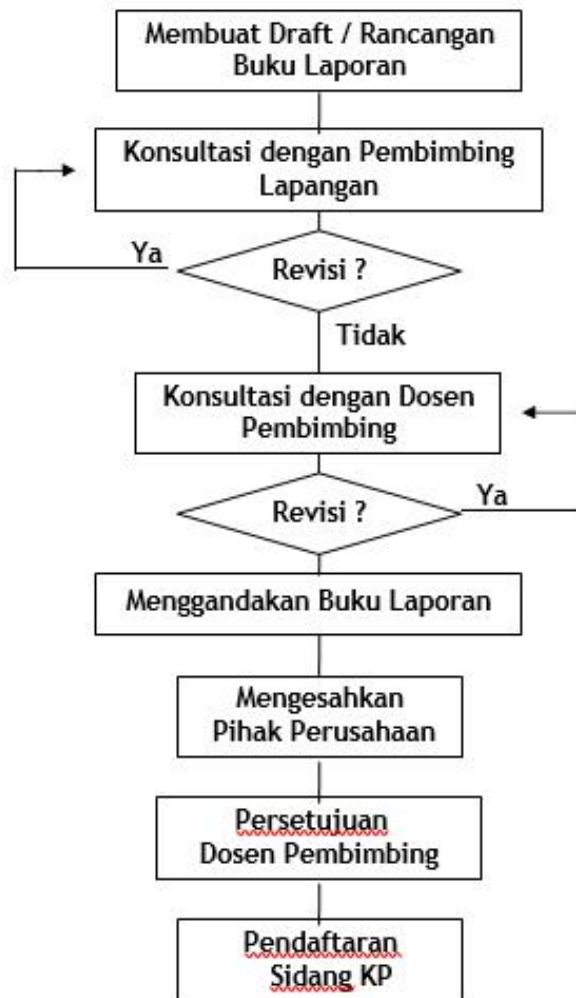 Membuat Draft / Rancangan
Buku Laporan
Konsultasi dengan Pembimbing
Lapangan
Ya
Revisi ?
Tidak
Konsultasi dengan Dosen
Pembimbing
Revisi ?
Ya
Menggandakan Buku Laporan
Mengesahkan
Pihak Perusahaan
Persetujuan
Dosen Pembimbing
Pendaftaran
Sidang KP